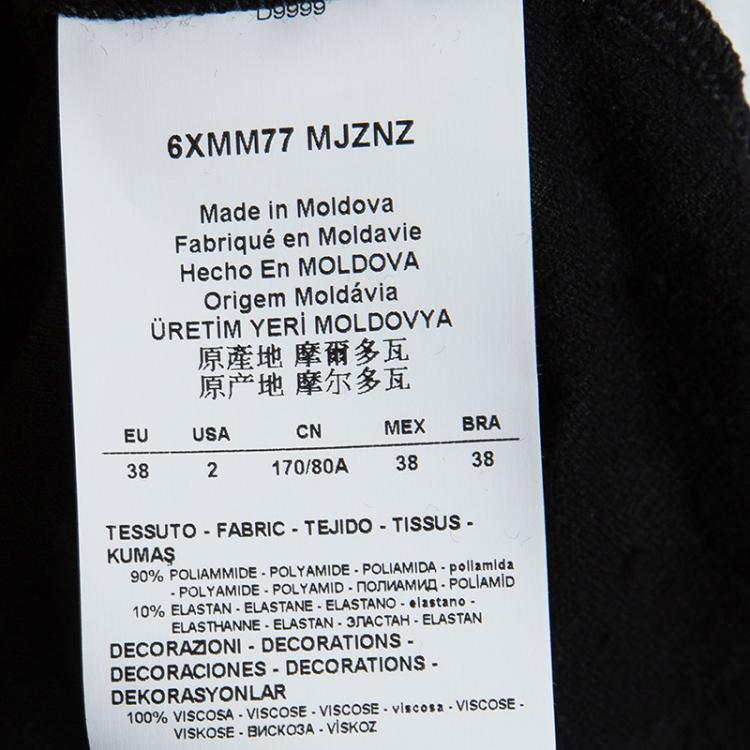 D9999
6XMM77 MJZNZ
Made in Moldova
Fabriqué en Moldavie
Hecho En MOLDOVA
Origem Moldávia
ÜRETİM YERİ MOLDOVYA
原產地 摩爾多瓦
原产地 摩尔多瓦
EU USA CN MEX BRA
38 2 170/80A 38 38
TESSUTO - FABRIC - TEJIDO - TISSUS -
KUMAŞ
90% POLIAMMIDE - POLYAMIDE - POLIAMIDA - poliamida
- POLYAMIDE - POLYAMID - ПОЛИАМИД - POLİAMİD
10% ELASTAN - ELASTANE - ELASTANO - elastano -
ELASTHANNE - ELASTAN - ЭЛАСТАН - ELASTAN
DECORAZIONI - DECORATIONS -
DECORACIONES - DECORATIONS -
DEKORASYONLAR
100% VISCOSA - VISCOSE - VISCOSE - viscosa - VISCOSE -
VISKOSE - ВИСКОЗА - VİSKOZ